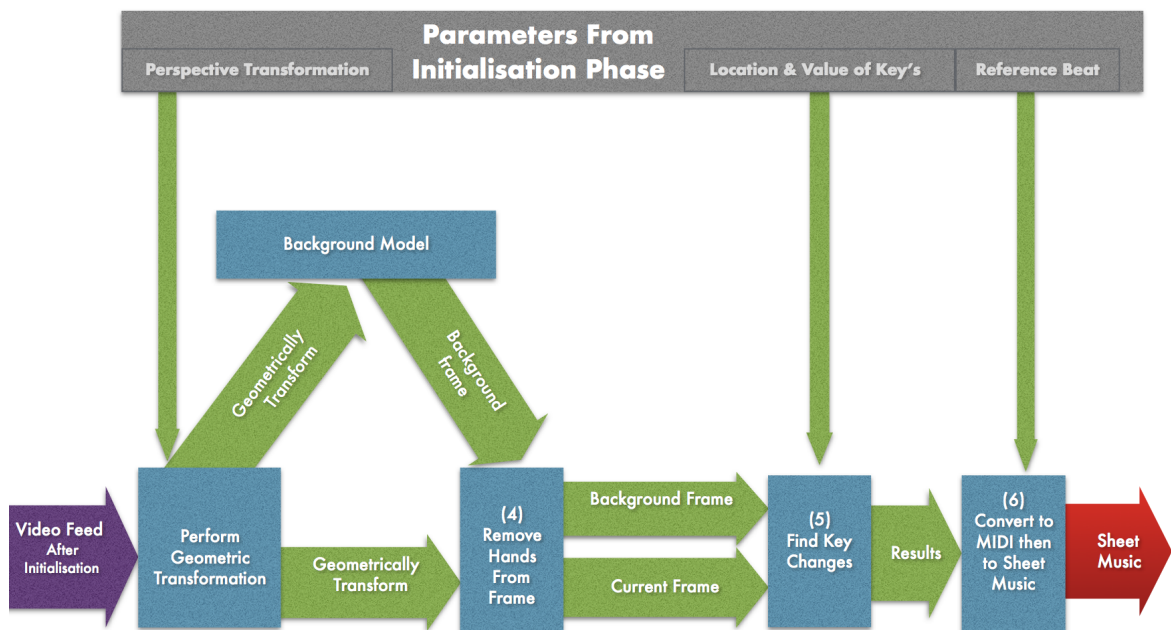 Parameters From
Initialisation Phase
Perspective Transformation
Location & Value of Key's
Reference Beat
Background Model
Geometrically
Transform
Background
frame
Video Feed
After
Initialisation
Perform
Geometric
Transformation
Geometrically
Transform
(4)
Remove
Hands
From
Frame
Background Frame
Current Frame
(5)
Find Key
Changes
Results
(6)
Convert to
MIDI then
to Sheet
Music
Sheet
Music